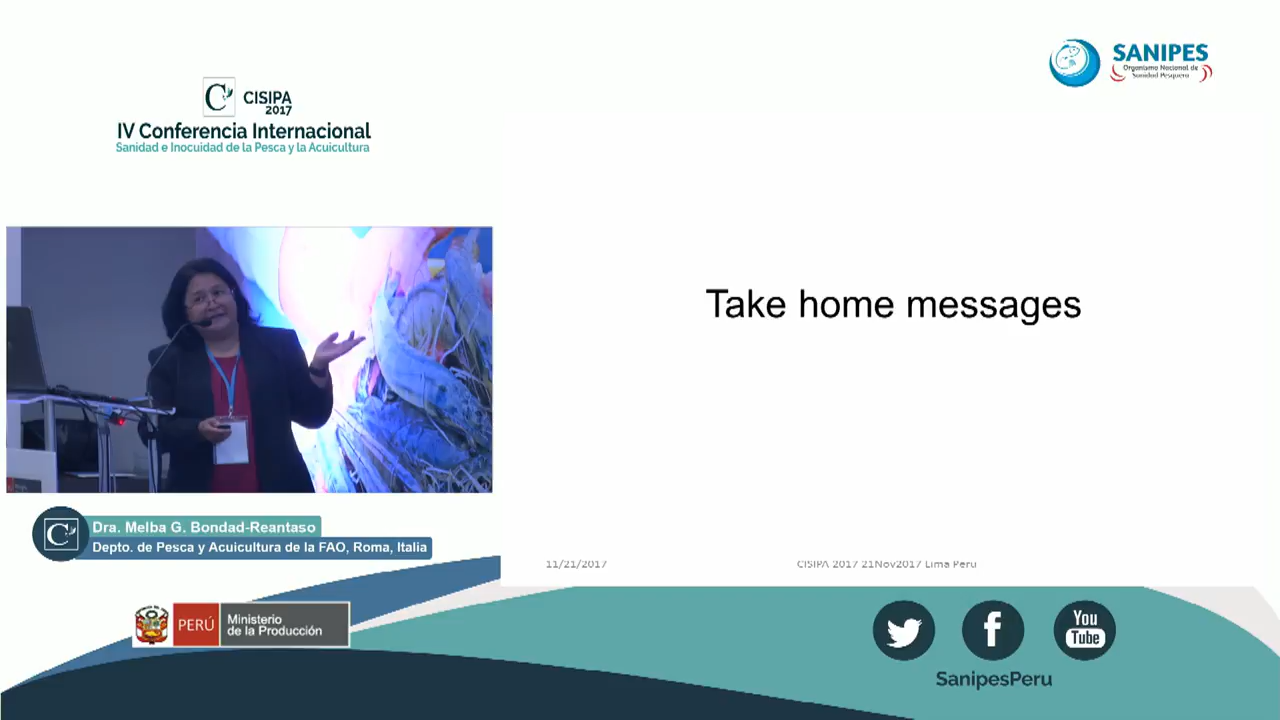 SANIPES
Organismo Nacional de
Sanidad Pesquera
CISIPA
2017
IV Conferencia Internacional
Sanidad e Inocuidad de la Pesca y la Acuicultura
Take home messages
Dra. Melba G. Bondad-Reantaso
Depto. de Pesca y Acuicultura de la FAO, Roma, Italia
11/21/2017
CISIPA 2017 21Nov2017 Lima Peru
PERÚ
Ministerio
de la Producción
You
Tube
SanipesPeru